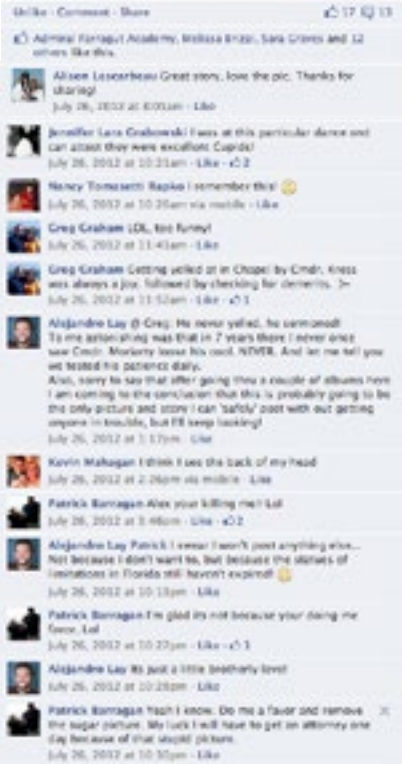 Unlike · Comment · Share 17 13
Admiral Farragut Academy, Melissa Sara Graves and 12
others like this.
Alison Lescarbeau Great story, love the pic. Thanks for
sharing!
July 26, 2012 at am · Like
Jennifer Lara Grabowski I was at this particular dance and
can attest they were excellent Cupids!
July 26, 2012 at 10:21am · Like · 2
Nancy Tomasetti Rapko I remember this!
July 26, 2012 at 10:26am via mobile · Like
Greg Graham LOL, too funny!
July 26, 2012 at 11:41am · Like
Greg Graham Getting yelled at in Chapel by Cmdr. Kress
was always a joy, followed by checking for demerits.
July 26, 2012 at 11:52am · Like · 1
Alejandro Lay @ Greg. He never yelled, he sermoned!
To me astonishing was that in 7 years there I never once
saw Cmdr. Moriarty loose his cool. NEVER. And let me tell you
we tested his patience daily.
Also, sorry to say that after going thru a couple of albums here
I am coming to the conclusion that this is probably going to be
the only picture and story I can 'safely' post with out getting
anyone in trouble, but I'll keep looking!
July 26, 2012 at 1:17pm · Like
Kevin Mahagan I think I see the back of my head
July 26, 2012 at 2:26pm via mobile · Like
Patrick Barragan Alex your killing me!! Lol
July 26, 2012 at pm · Like · 2
Alejandro Lay Patrick I swear I won't post anything else...
Not because I don't want to, but because the statues of
limitations in Florida still haven't expired!
July 26, 2012 at 10:13pm · Like
Patrick Barragan I'm glad its not because your doing me
favor. Lol
July 26, 2012 at 10:27pm · Like · 1
Alejandro Lay Its just a little brotherly love!
July 26, 2012 at 10:28pm · Like
Patrick Barragan Yeah I know. Do me a favor and remove
the sugar picture. My luck I will have to get an attorney one
day because of that stupid picture.
July 26, 2012 at 10:30pm · Like